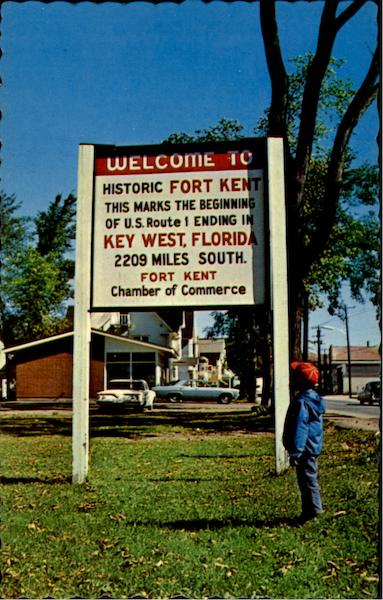 WELCOME TO
HISTORIC FORT KENT
THIS MARKS THE BEGINNING
OF U.S. Route 1 ENDING IN
KEY WEST, FLORIDA
2209 MILES SOUTH.
FORT KENT
Chamber of Commerce